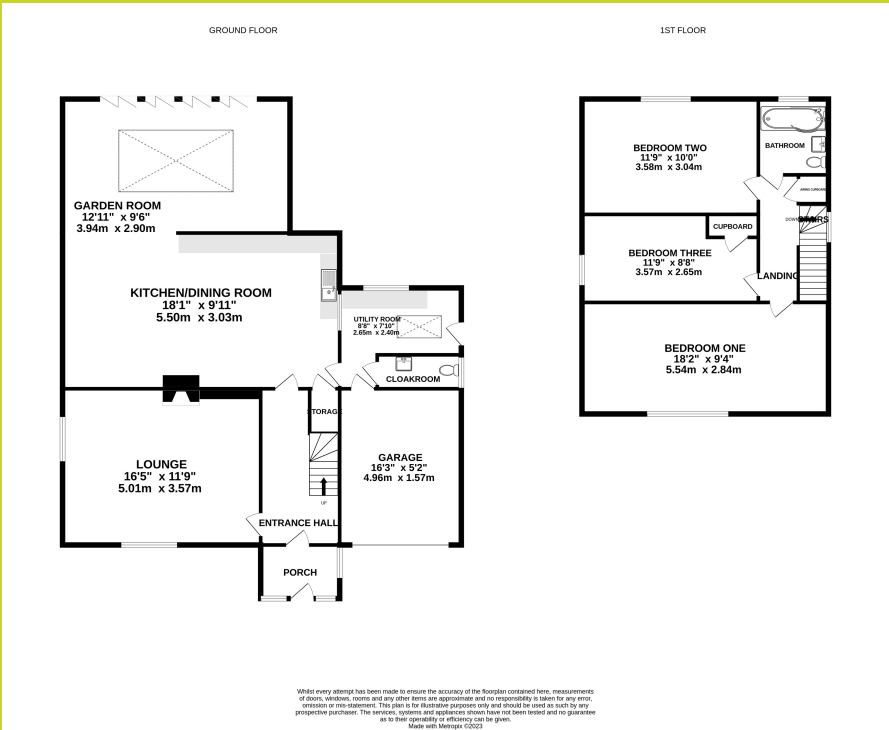 GROUND FLOOR
1ST FLOOR
GARDEN ROOM
12'11" x 9'6"
3.94m x 2.90m
KITCHEN/DINING ROOM
18'1" x 9'11"
5.50m x 3.03m
UTILITY ROOM
8'8" x 7'10"
2.65m x 2.40m
CLOAKROOM
STORAGE
LOUNGE
16'5" x 11'9"
5.01m x 3.57m
GARAGE
16'3" x 5'2"
4.96m x 1.57m
UP
ENTRANCE HALL
PORCH
BEDROOM TWO
11'9" x 10'0"
3.58m x 3.04m
BATHROOM
AIRING CUPBOARD
DOWN
STAIRS
CUPBOARD
BEDROOM THREE
11'9" x 8'8"
3.57m x 2.65m
LANDING
BEDROOM ONE
18'2" x 9'4"
5.54m x 2.84m
Whilst every attempt has been made to ensure the accuracy of the floorplan contained here, measurements
of doors, windows, rooms and any other items are approximate and no responsibility is taken for any error,
omission or mis-statement. This plan is for illustrative purposes only and should be used as such by any
prospective purchaser. The services, systems and appliances shown have not been tested and no guarantee
as to their operability or efficiency can be given.
Made with Metropix ©2023